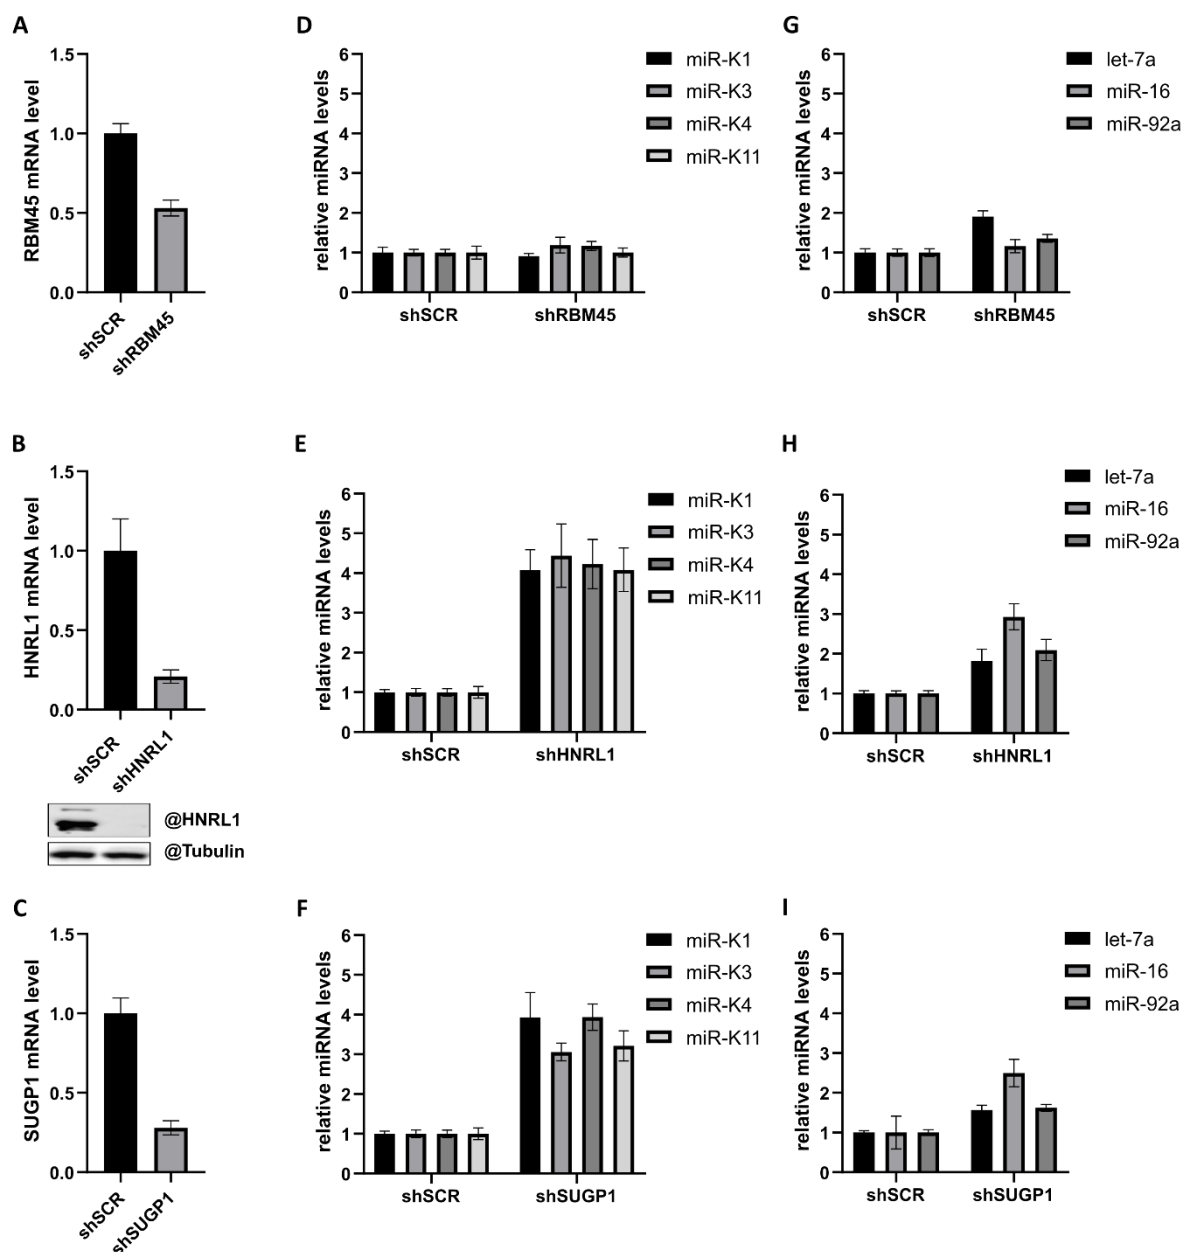 A
RBM45 mRNA level
1.5
1.0
0.5
0.0
shSCR
shRBM45
D
relative miRNA levels
6
5
4
3
2
1
0
shSCR
shRBM45
miR-K1
miR-K3
miR-K4
miR-K11
G
relative miRNA levels
6
5
4
3
2
1
0
shSCR
shRBM45
let-7a
miR-16
miR-92a
B
HNRL1 mRNA level
1.5
1.0
0.5
0.0
shSCR
shHNRL1
@HNRL1
@Tubulin
E
relative miRNA levels
6
5
4
3
2
1
0
shSCR
shHNRL1
miR-K1
miR-K3
miR-K4
miR-K11
H
relative miRNA levels
6
5
4
3
2
1
0
shSCR
shHNRL1
let-7a
miR-16
miR-92a
C
SUGP1 mRNA levels
1.5
1.0
0.5
0.0
shSCR
shSUGP1
F
relative miRNA levels
6
5
4
3
2
1
0
shSCR
shSUGP1
miR-K1
miR-K3
miR-K4
miR-K11
I
relative miRNA levels
6
5
4
3
2
1
0
shSCR
shSUGP1
let-7a
miR-16
miR-92a